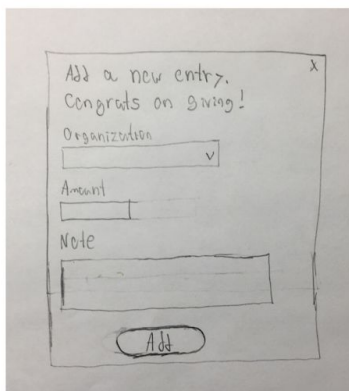 Add a new entry. X
Congrats on giving!
Organization
V
Amount
Note
Add